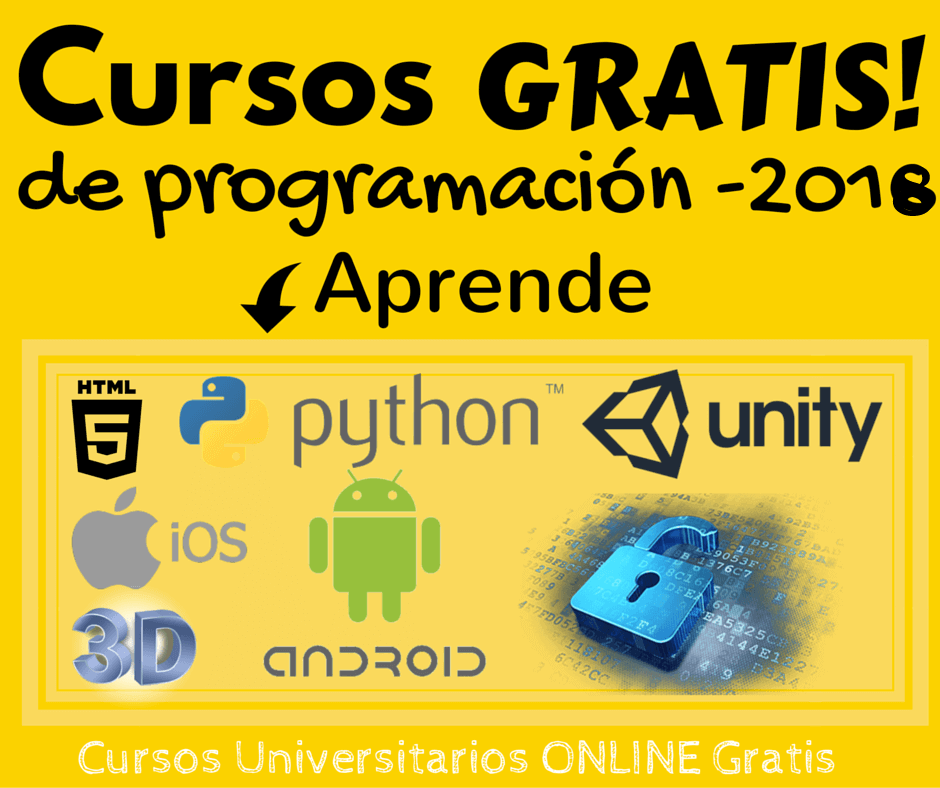 Cursos GRATIS!
de programación -2018
Aprende
HTML
5
python™
unity
iOS
3D
ANDROID
Cursos Universitarios ONLINE Gratis